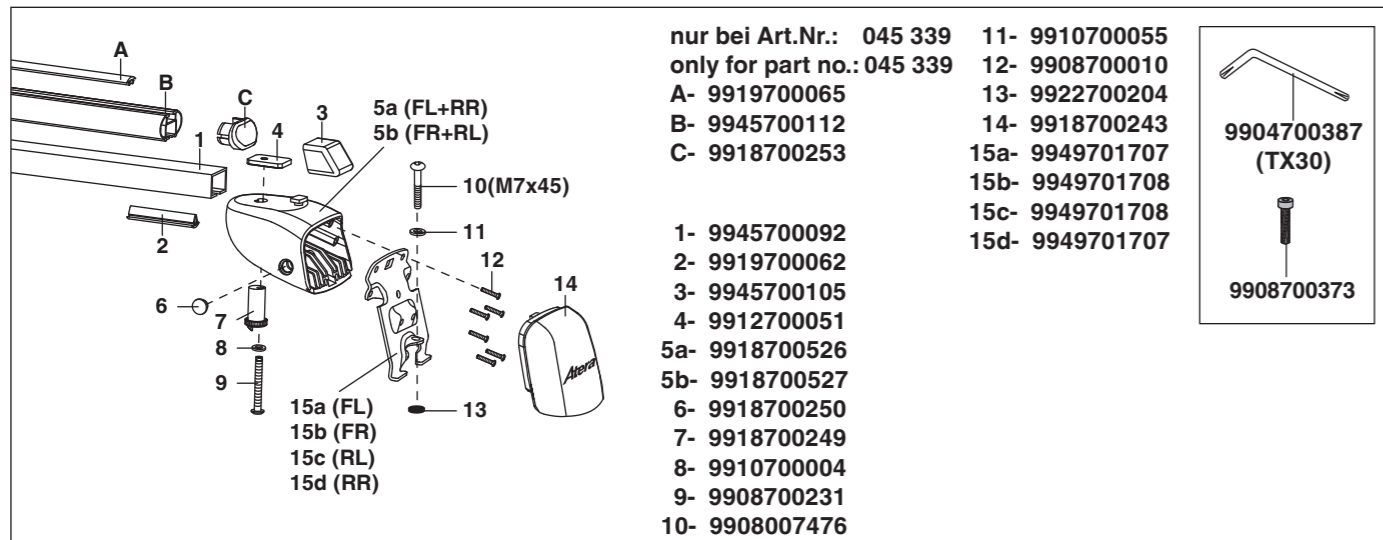 A
B
C
1
2
3
4
5a (FL+RR)
5b (FR+RL)
10(M7x45)
11
12
14
6
7
8
9
13
Atera
15a (FL)
15b (FR)
15c (RL)
15d (RR)
nur bei Art.Nr.: 045 339
only for part no.: 045 339
A- 9919700065
B- 9945700112
C- 9918700253
1- 9945700092
2- 9919700062
3- 9945700105
4- 9912700051
5a- 9918700526
5b- 9918700527
6- 9918700250
7- 9918700249
8- 9910700004
9- 9908700231
10- 9908007476
11- 9910700055
12- 9908700010
13- 9922700204
14- 9918700243
15a- 9949701707
15b- 9949701708
15c- 9949701708
15d- 9949701707
9904700387
(TX30)
9908700373